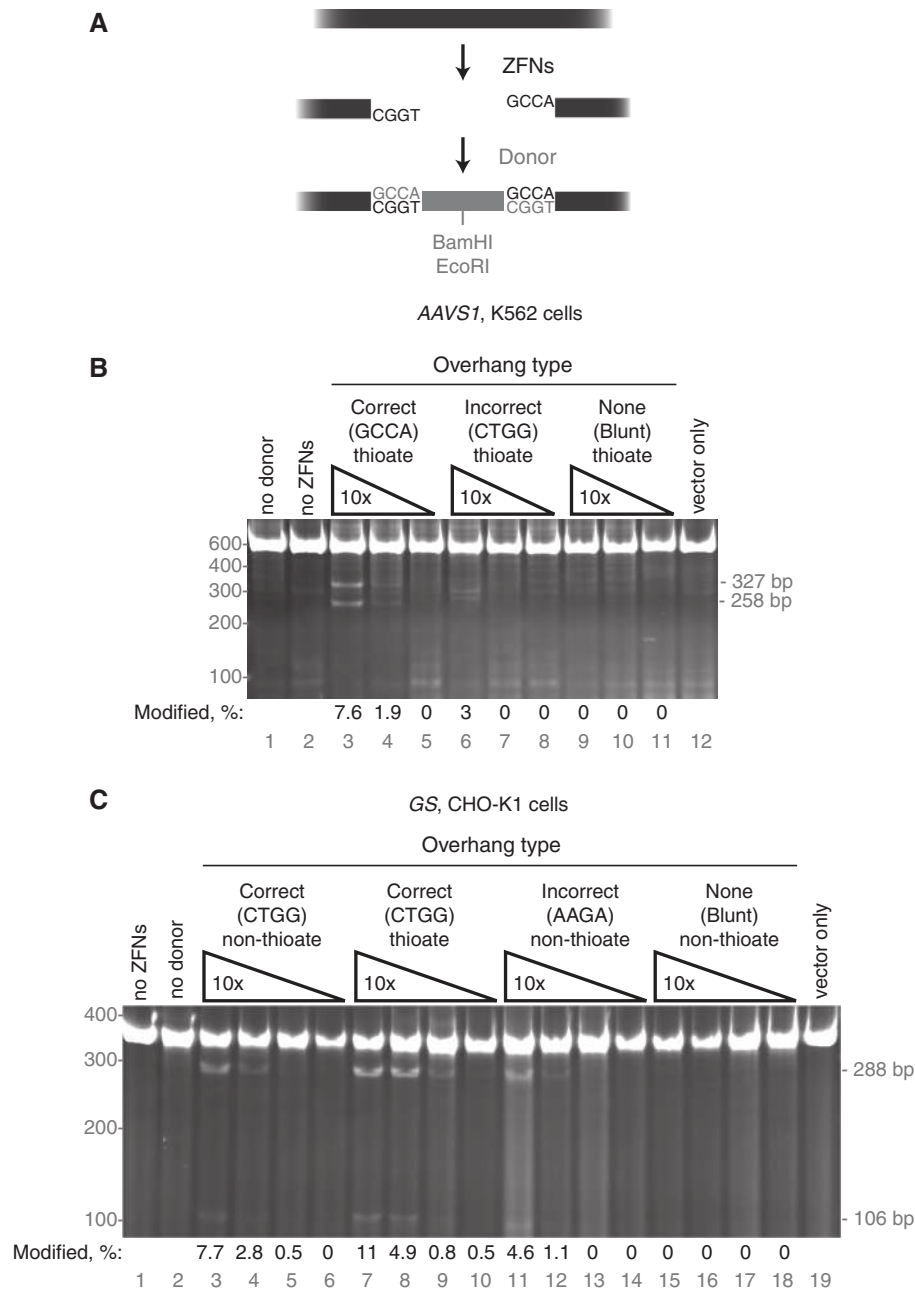 A
ZFNs
CGGT
GCCA
Donor
GCCA
CGGT
GCCA
CGGT
BamHI
EcoRI
AAVS1, K562 cells
B
Overhang type
no donor
no ZFNs
Correct
(GCCA)
thioate
Incorrect
(CTGG)
thioate
None
(Blunt)
thioate
vector only
10x
10x
10x
600-
400-
300-
200-
100-
- 327 bp
- 258 bp
Modified, %: 7.6 1.9 0 3 0 0 0 0 0
1 2 3 4 5 6 7 8 9 10 11 12
C
GS, CHO-K1 cells
Overhang type
no ZFNs
no donor
Correct
(CTGG)
non-thioate
Correct
(CTGG)
thioate
Incorrect
(AAGA)
non-thioate
None
(Blunt)
non-thioate
vector only
10x
10x
10x
10x
400-
300-
200-
100-
- 288 bp
- 106 bp
Modified, %: 7.7 2.8 0.5 0 11 4.9 0.8 0.5 4.6 1.1 0 0 0 0 0 0
1 2 3 4 5 6 7 8 9 10 11 12 13 14 15 16 17 18 19